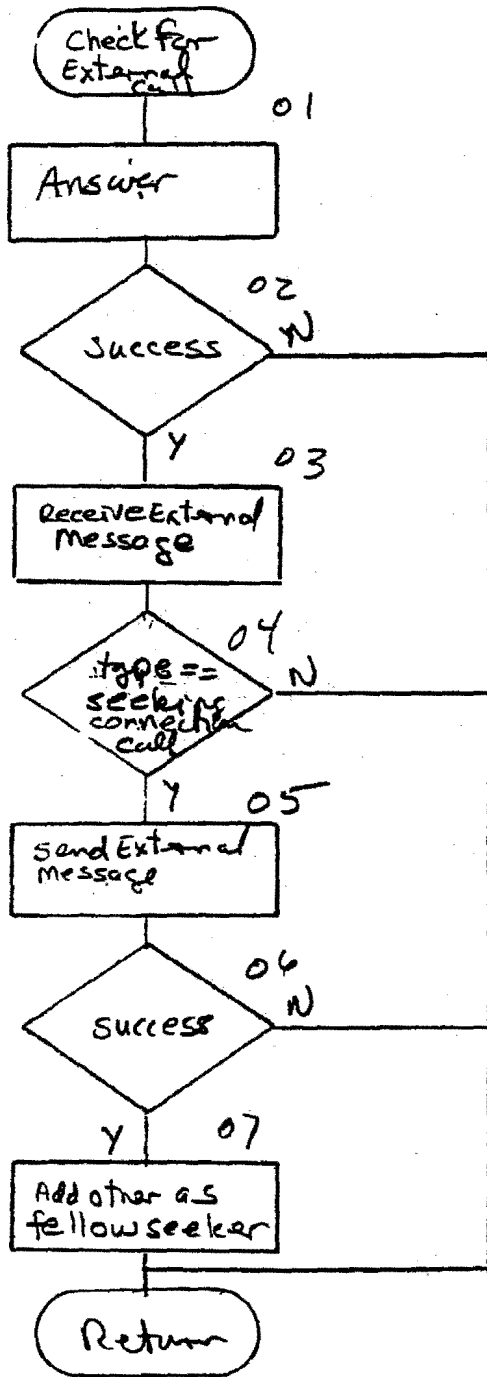 Check for
External
Call
01
Answer
02
Success
N
Y
03
Receive External
Message
04
type ==
seeking
connection
call
N
Y
05
Send External
Message
06
success
N
Y
07
Add other as
fellow seeker
Return